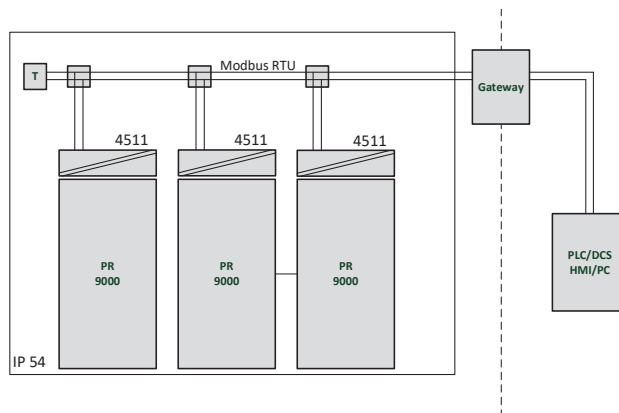 Modbus RTU
T
Gateway
4511
4511
4511
PR
9000
PR
9000
PR
9000
PLC/DCS
HMI/PC
IP 54